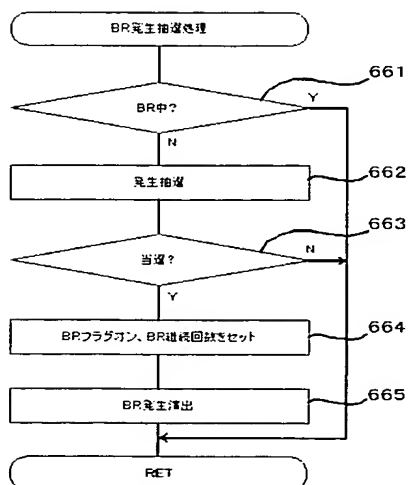 BR発生抽選処理
661
BR中?
Y
N
662
発生抽選
663
当選?
N
Y
664
BRフラグオン、BR継続回数をセット
665
BR発生演出
RET